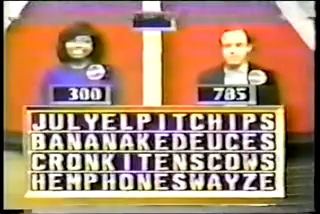 300 785
JULYELPITCHIPS
BANANAKEDEUCES
CRONKITENSCOWS
HEMPHONESWAYZE